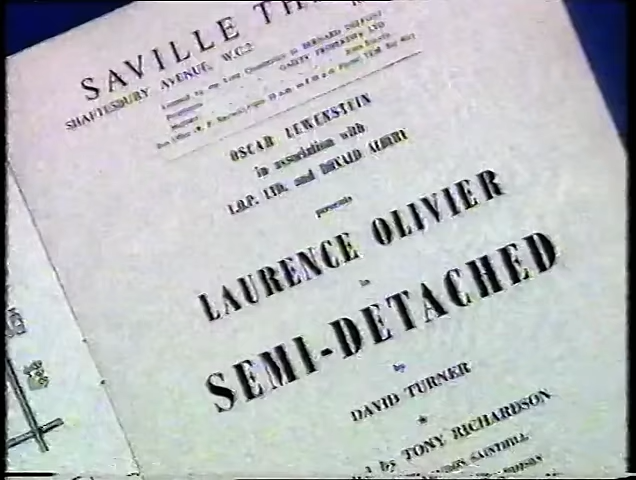 SAVILLE
SHAFTESBURY AVENUE, W.C.2
OSCAR LEWENSTEIN
in association with
L.O.P. LTD. and DONALD ALBERY
presents
LAURENCE OLIVIER
in
SEMI-DETACHED
by
DAVID TURNER
by TONY RICHARDSON